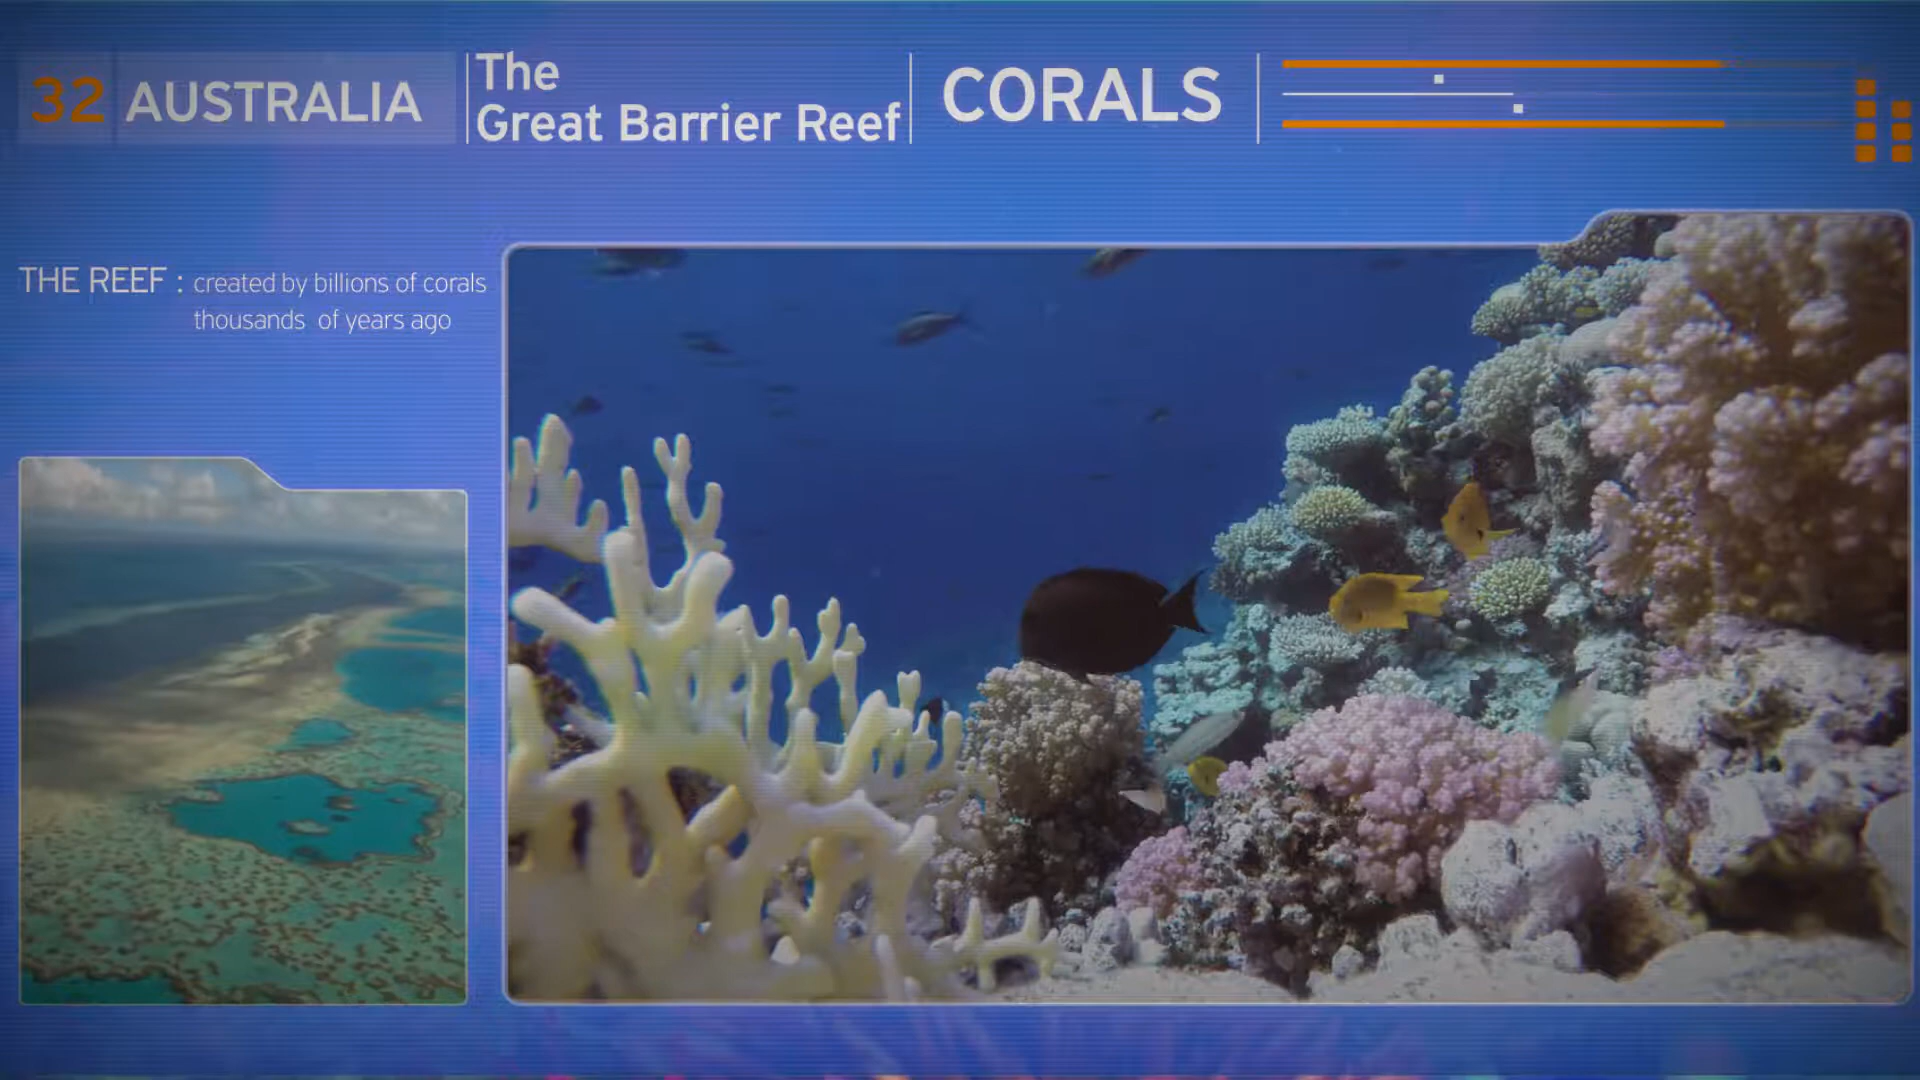 32 AUSTRALIA
The
Great Barrier Reef
CORALS
THE REEF : created by billions of corals
thousands of years ago